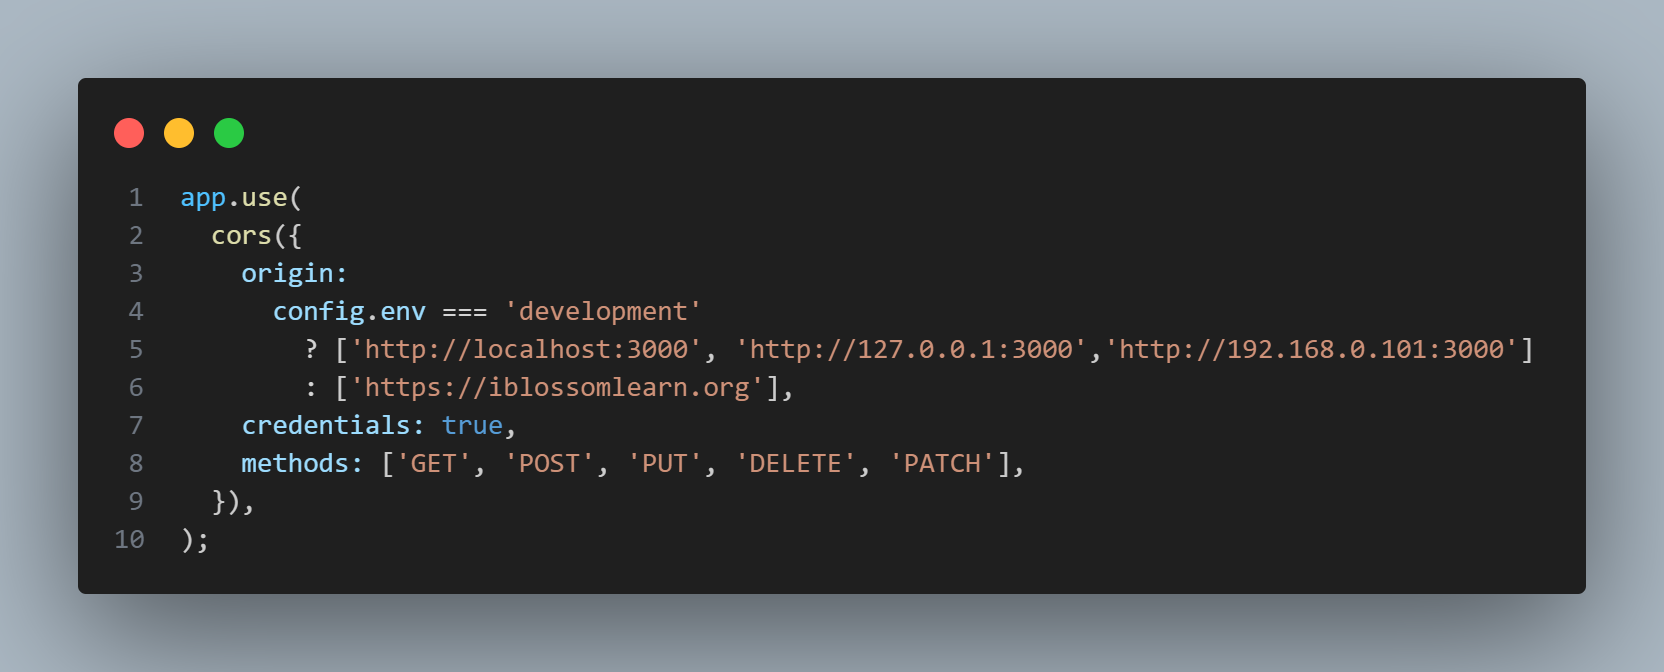 1 app.use(
2   cors({
3     origin:
4       config.env === 'development'
5         ? ['http://localhost:3000', 'http://127.0.0.1:3000','http://192.168.0.101:3000']
6         : ['https://iblossomlearn.org'],
7     credentials: true,
8     methods: ['GET', 'POST', 'PUT', 'DELETE', 'PATCH'],
9   }),
10 );